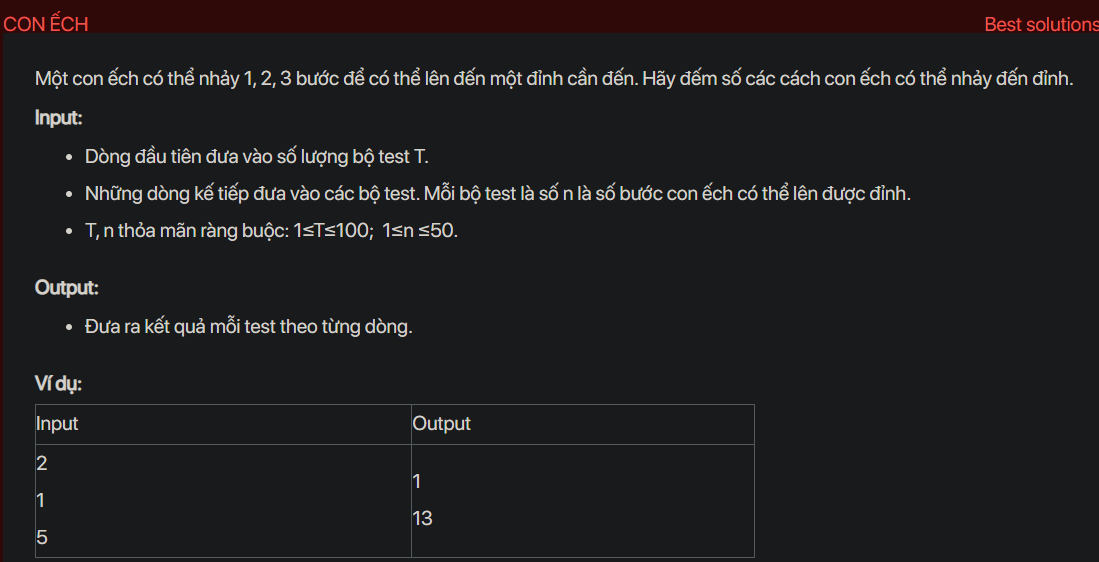 CON ẾCH
Best solutions
Một con ếch có thể nhảy 1, 2, 3 bước để có thể lên đến một đỉnh cần đến. Hãy đếm số các cách con ếch có thể nhảy đến đỉnh.
Input:
• Dòng đầu tiên đưa vào số lượng bộ test T.
• Những dòng kế tiếp đưa vào các bộ test. Mỗi bộ test là số n là số bước con ếch có thể lên được đỉnh.
• T, n thỏa mãn ràng buộc: 1≤T≤100; 1≤n ≤50.
Output:
• Đưa ra kết quả mỗi test theo từng dòng.
Ví dụ:
Input Output
2
1
5
1
13